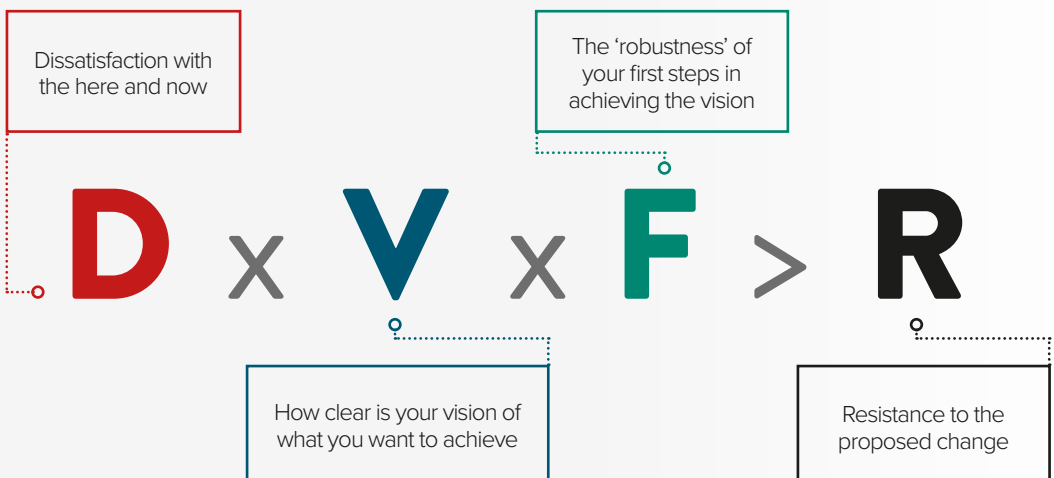 Dissatisfaction with
the here and now
The ‘robustness’ of
your first steps in
achieving the vision
D x V x F > R
How clear is your vision of
what you want to achieve
Resistance to the
proposed change